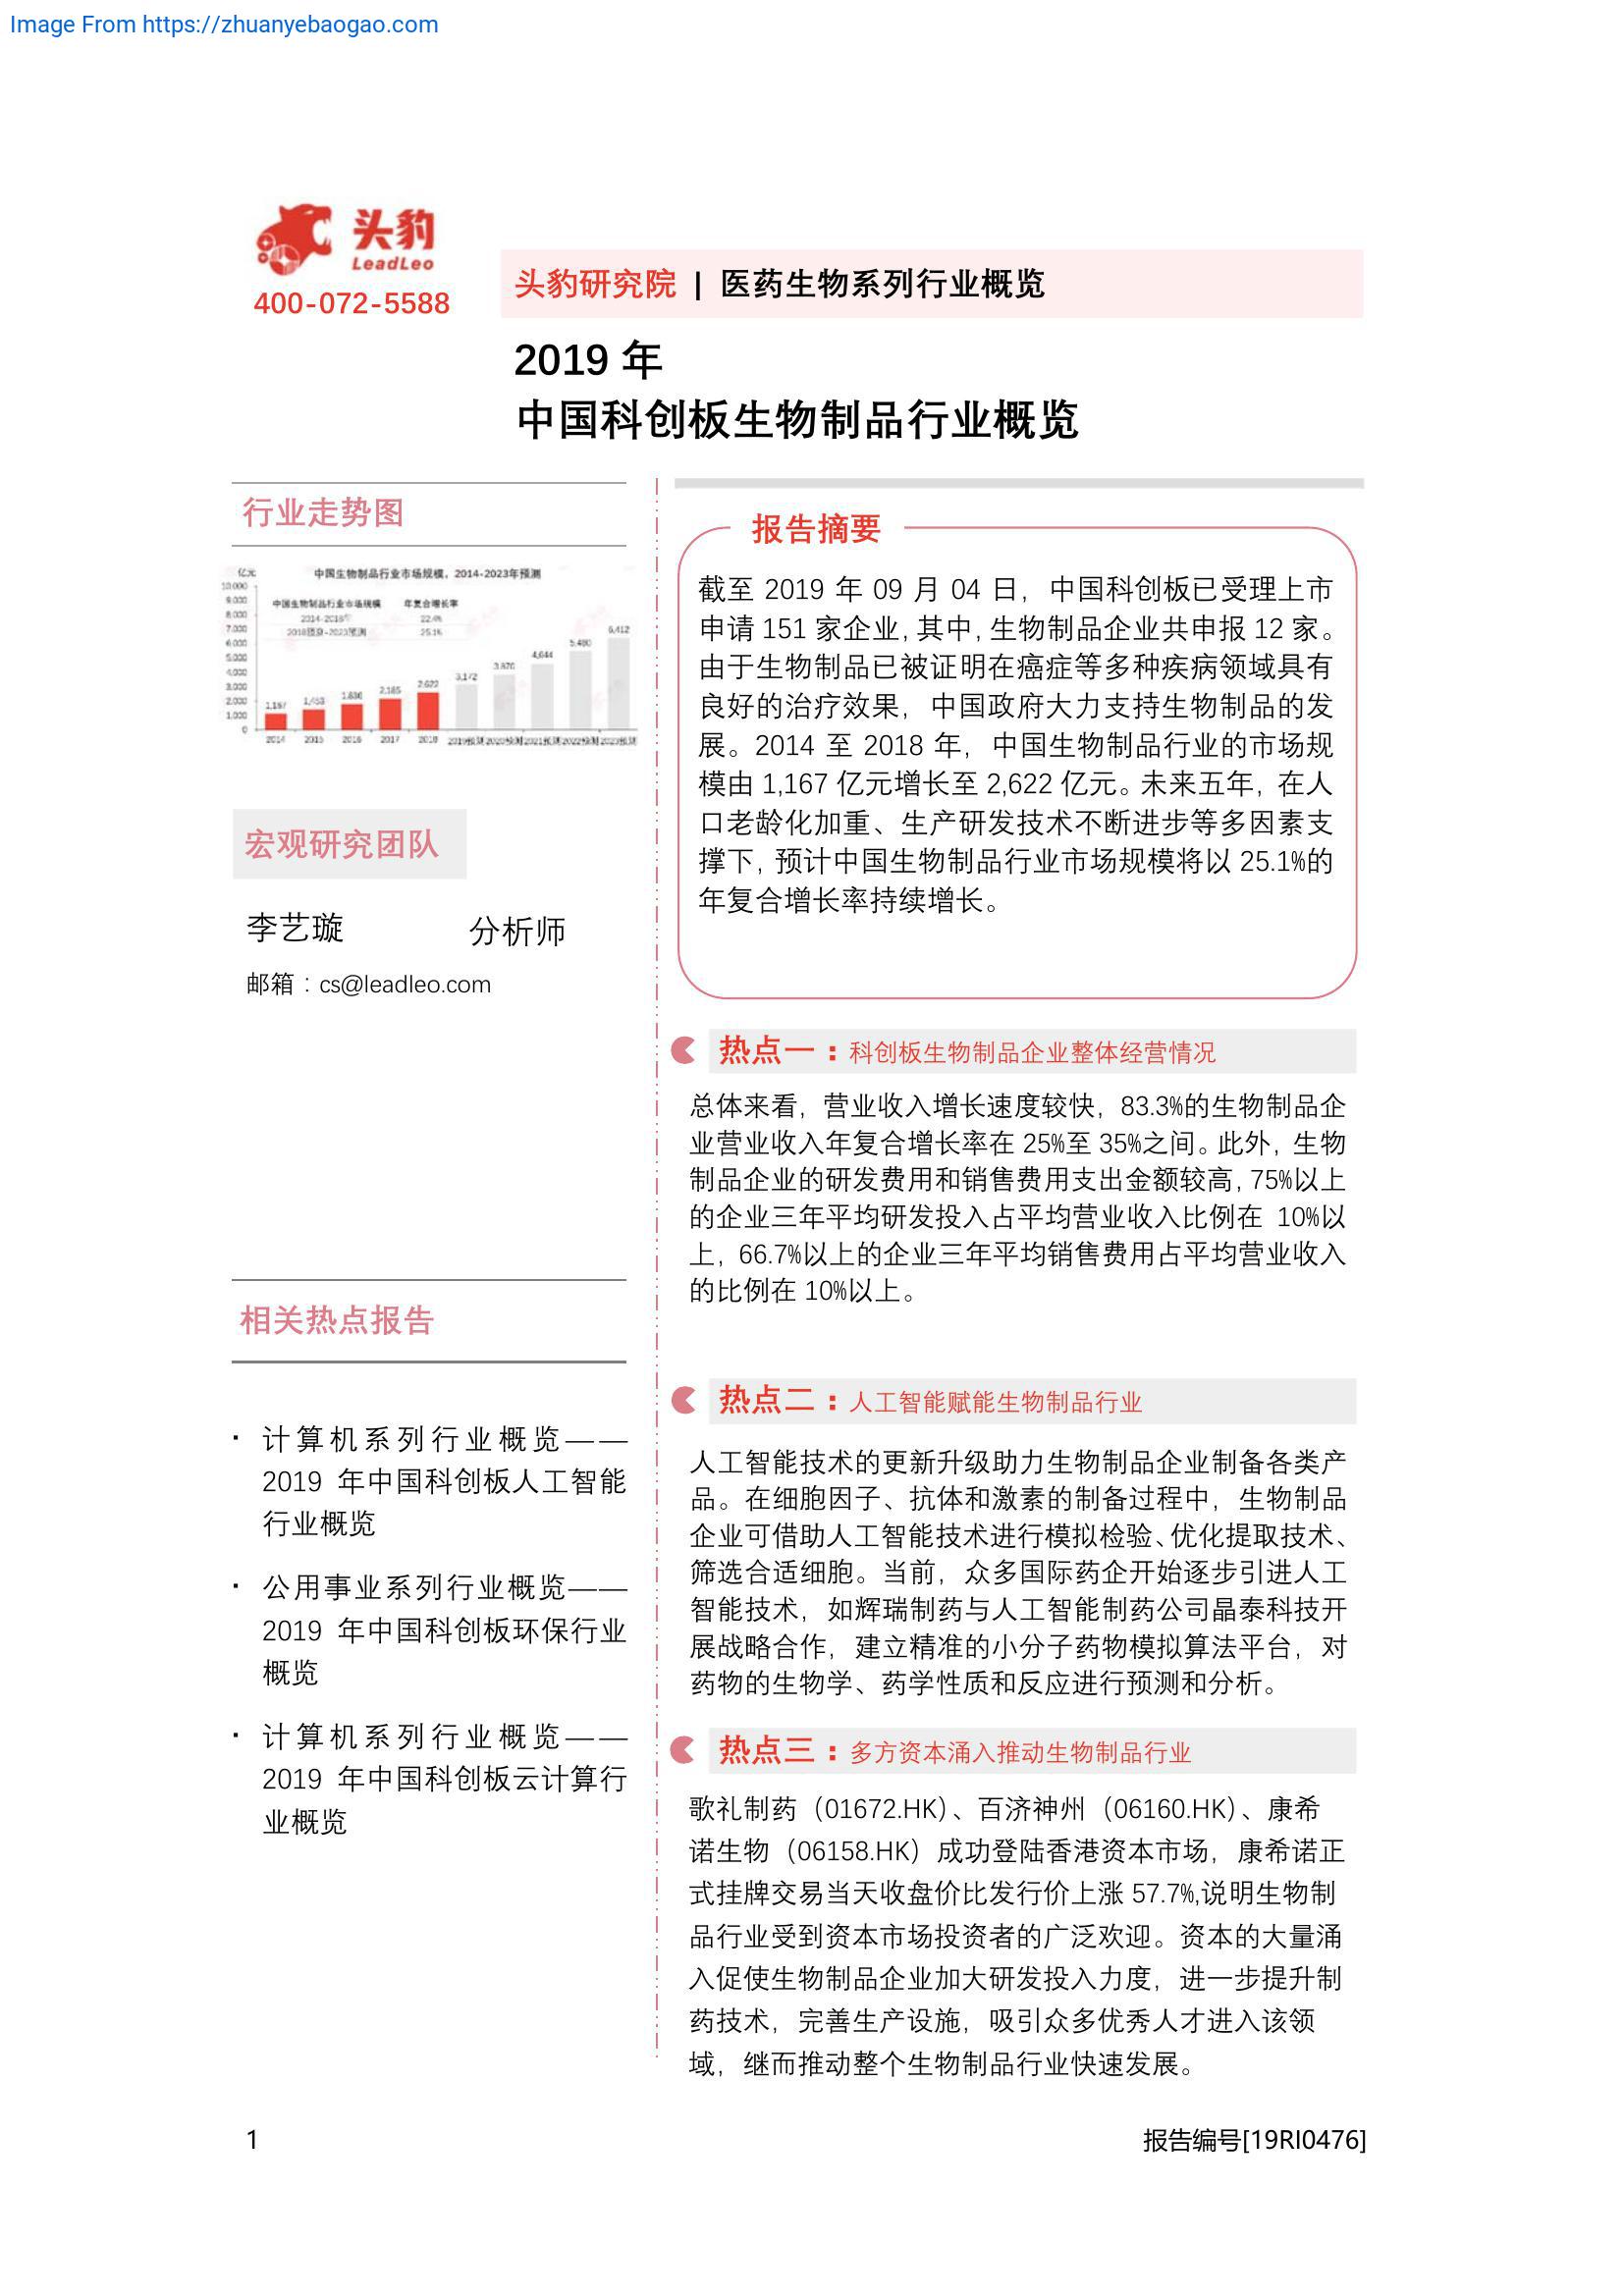 Image From https://zhuanyebaogao.com
头豹
LeadLeo
400-072-5588
头豹研究院 | 医药生物系列行业概览
2019 年
中国科创板生物制品行业概览
行业走势图
亿元
中国生物制品行业市场规模，2014-2023年预测
10,000
9,000
8,000
7,000
6,000
5,000
4,000
3,000
2,000
1,000
0
中国生物制品行业市场规模 年复合增长率
2014-2018年 22.4%
2018预测-2023预测 25.1%
1,167
2,185
2,622
3,172
3,870
4,644
5,480
6,412
2014 2015 2016 2017 2018 2019预测 2020预测 2021预测 2022预测 2023预测
宏观研究团队
李艺璇 分析师
邮箱：cs@leadleo.com
相关热点报告
· 计算机系列行业概览——
2019 年中国科创板人工智能
行业概览
· 公用事业系列行业概览——
2019 年中国科创板环保行业
概览
· 计算机系列行业概览——
2019 年中国科创板云计算行
业概览
报告摘要
截至 2019 年 09 月 04 日，中国科创板已受理上市
申请 151 家企业,其中,生物制品企业共申报 12 家。
由于生物制品已被证明在癌症等多种疾病领域具有
良好的治疗效果，中国政府大力支持生物制品的发
展。2014 至 2018 年，中国生物制品行业的市场规
模由 1,167 亿元增长至 2,622 亿元。未来五年，在人
口老龄化加重、生产研发技术不断进步等多因素支
撑下,预计中国生物制品行业市场规模将以 25.1%的
年复合增长率持续增长。
热点一：科创板生物制品企业整体经营情况
总体来看，营业收入增长速度较快，83.3%的生物制品企
业营业收入年复合增长率在 25%至 35%之间。此外，生物
制品企业的研发费用和销售费用支出金额较高,75%以上
的企业三年平均研发投入占平均营业收入比例在 10%以
上，66.7%以上的企业三年平均销售费用占平均营业收入
的比例在 10%以上。
热点二：人工智能赋能生物制品行业
人工智能技术的更新升级助力生物制品企业制备各类产
品。在细胞因子、抗体和激素的制备过程中，生物制品
企业可借助人工智能技术进行模拟检验、优化提取技术、
筛选合适细胞。当前，众多国际药企开始逐步引进人工
智能技术，如辉瑞制药与人工智能制药公司晶泰科技开
展战略合作，建立精准的小分子药物模拟算法平台，对
药物的生物学、药学性质和反应进行预测和分析。
热点三：多方资本涌入推动生物制品行业
歌礼制药（01672.HK）、百济神州（06160.HK）、康希
诺生物（06158.HK）成功登陆香港资本市场，康希诺正
式挂牌交易当天收盘价比发行价上涨 57.7%,说明生物制
品行业受到资本市场投资者的广泛欢迎。资本的大量涌
入促使生物制品企业加大研发投入力度，进一步提升制
药技术，完善生产设施，吸引众多优秀人才进入该领
域，继而推动整个生物制品行业快速发展。
1
报告编号[19RI0476]